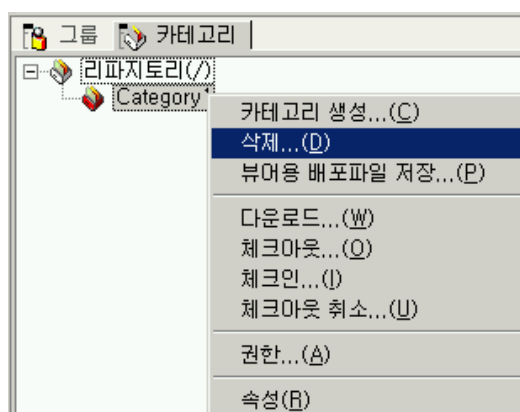 그룹 카테고리
리파지토리(/)
Category1
카테고리 생성...(C)
삭제...(D)
뷰어용 배포파일 저장...(P)
다운로드...(W)
체크아웃...(O)
체크인...(I)
체크아웃 취소...(U)
권한...(A)
속성(R)